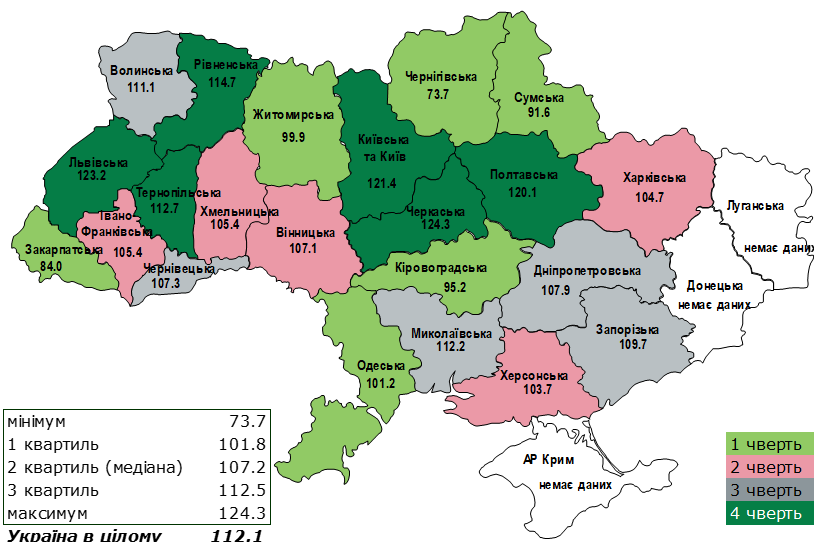 Волинська
111.1
Рівненська
114.7
Житомирська
99.9
Чернігівська
73.7
Сумська
91.6
Київська
та Київ
121.4
Львівська
123.2
Тернопільська
112.7
Хмельницька
105.4
Івано-
Франківська
105.4
Закарпатська
84.0
Чернівецька
107.3
Вінницька
107.1
Черкаська
124.3
Полтавська
120.1
Харківська
104.7
Луганська
немає даних
Донецька
немає даних
Кіровоградська
95.2
Дніпропетровська
107.9
Запорізька
109.7
Миколаївська
112.2
Одеська
101.2
Херсонська
103.7
АР Крим
немає даних
мінімум 73.7
1 квартиль 101.8
2 квартиль (медіана) 107.2
3 квартиль 112.5
максимум 124.3
Україна в цілому 112.1
1 чверть
2 чверть
3 чверть
4 чверть